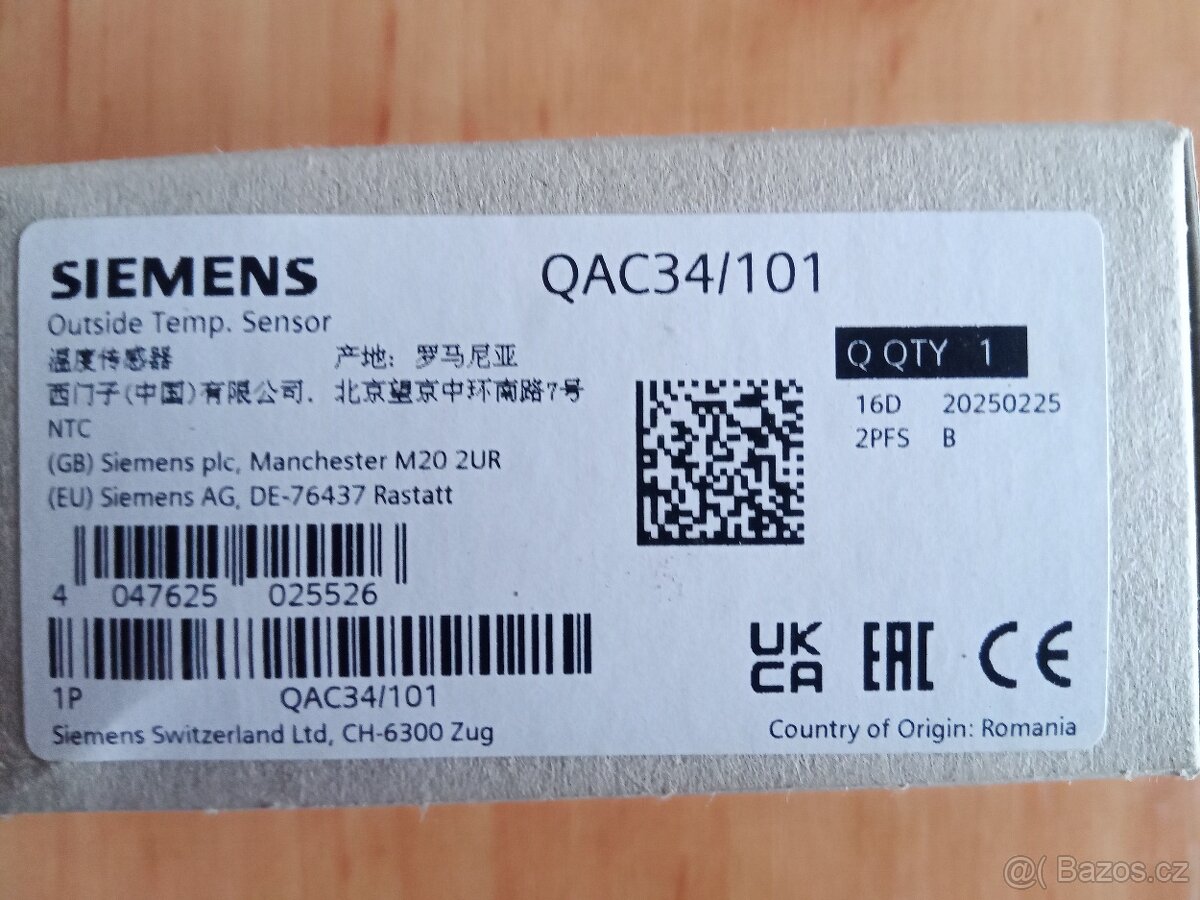 SIEMENS QAC34/101
Outside Temp. Sensor
温度传感器 产地: 罗马尼亚
Q QTY 1
西门子(中国)有限公司. 北京望京中环南路7号
16D 20250225
NTC
2PFS B
(GB) Siemens plc, Manchester M20 2UR
(EU) Siemens AG, DE-76437 Rastatt
4 047625 025526
UK
CA EAC CE
1P QAC34/101
Siemens Switzerland Ltd, CH-6300 Zug
Country of Origin: Romania
@( Bazos.cz